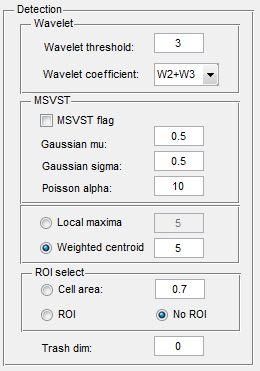 Detection
Wavelet
Wavelet threshold: 3
Wavelet coefficient: W2+W3
MSVST
MSVST flag
Gaussian mu: 0.5
Gaussian sigma: 0.5
Poisson alpha: 10
Local maxima 5
Weighted centroid 5
ROI select
Cell area: 0.7
ROI No ROI
Trash dim: 0